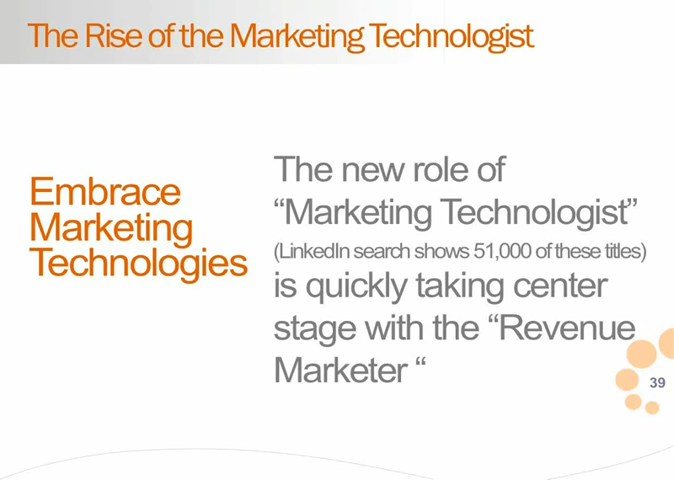 The Rise of the Marketing Technologist
Embrace
Marketing
Technologies
The new role of
“Marketing Technologist”
(LinkedIn search shows 51,000 of these titles)
is quickly taking center
stage with the “Revenue
Marketer “
39